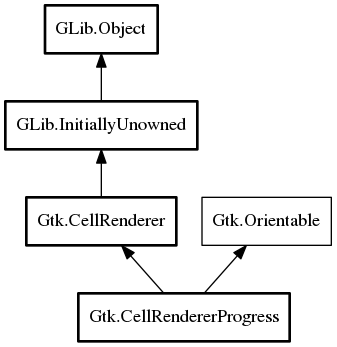 GLib.Object
GLib.InitiallyUnowned
Gtk.CellRenderer
Gtk.Orientable
Gtk.CellRendererProgress